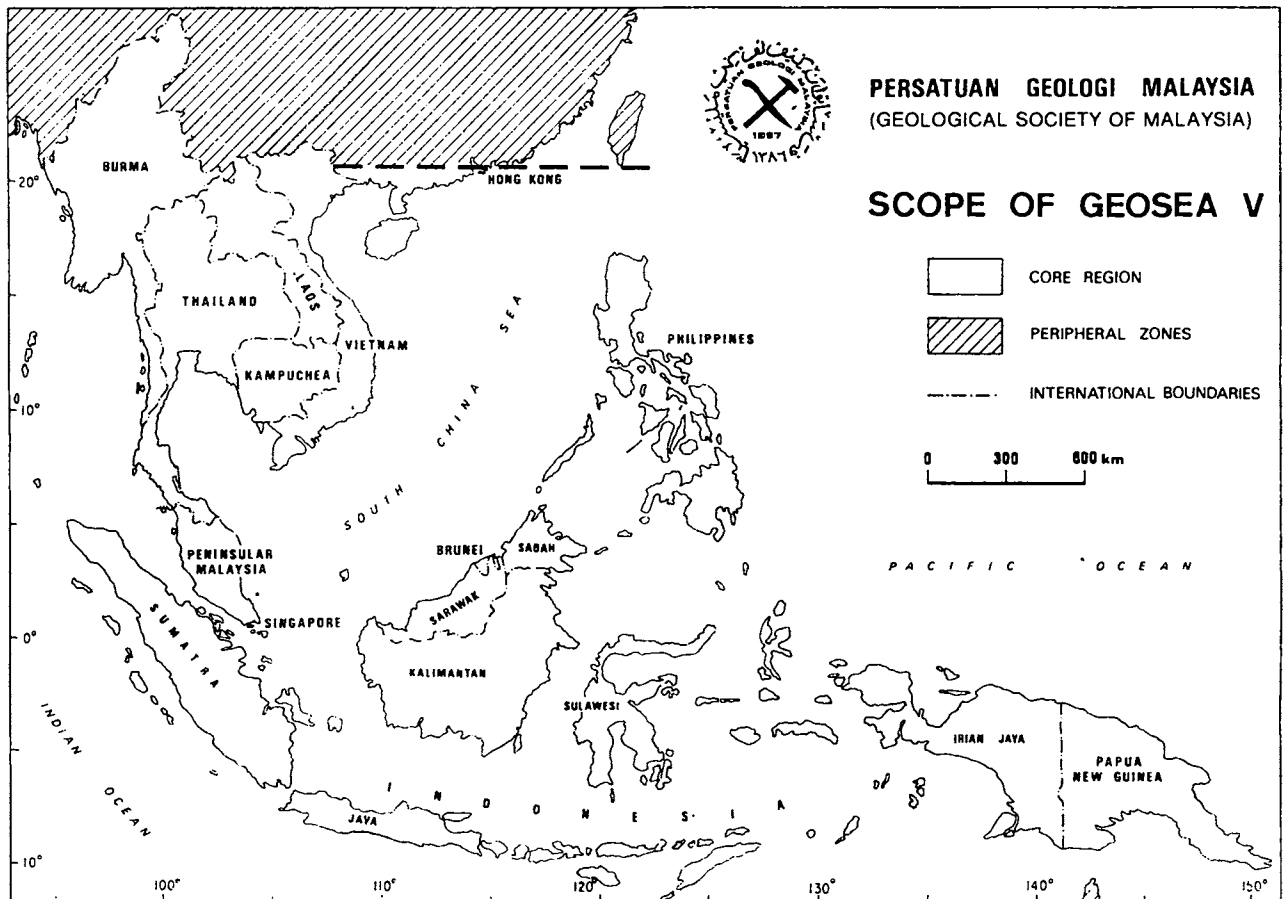 PERSATUAN GEOLOGI MALAYSIA
(GEOLOGICAL SOCIETY OF MALAYSIA)
PERSATUAN GEOLOGI MALAYSIA
1967
SCOPE OF GEOSEA V
CORE REGION
PERIPHERAL ZONES
INTERNATIONAL BOUNDARIES
0 300 600 km
BURMA
HONG KONG
20°
THAILAND
LAOS
VIETNAM
KAMPUCHEA
PHILIPPINES
SOUTH CHINA SEA
10°
PENINSULAR
MALAYSIA
BRUNEI
SABAH
SARAWAK
PACIFIC OCEAN
SINGAPORE
SUMATRA
0°
KALIMANTAN
SULAWESI
IRIAN JAYA
PAPUA
NEW GUINEA
INDIAN OCEAN
INDONESIA
JAVA
10°
100° 110° 120° 130° 140° 150°